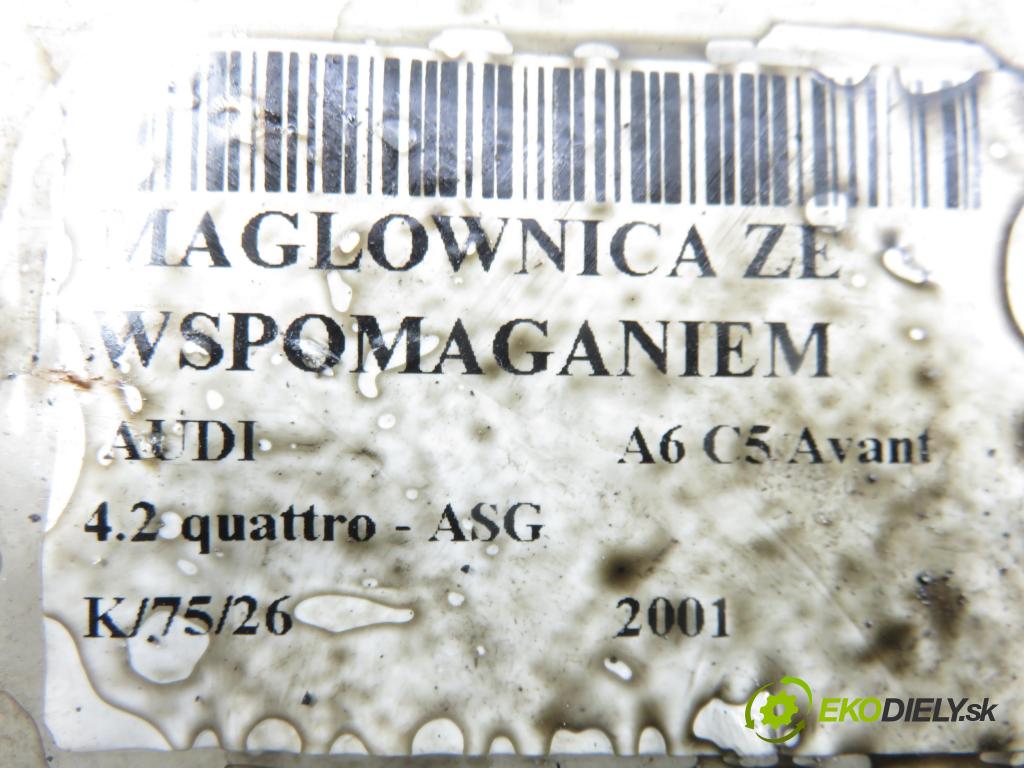 MAGLOWNICA ZE
WSPOMAGANIEM
AUDI A6 C5 Avant
4.2 quattro - ASG
K/75/26 2001
EKODIELY.sk